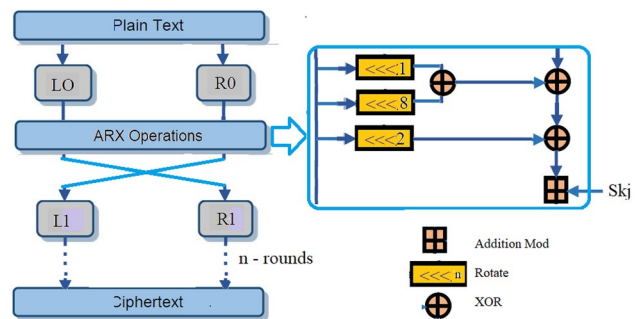 Plain Text
LO
R0
ARX Operations
L1
R1
n - rounds
Ciphertext
<<<1
<<<8
<<<2
Skj
Addition Mod
<<< n
Rotate
XOR